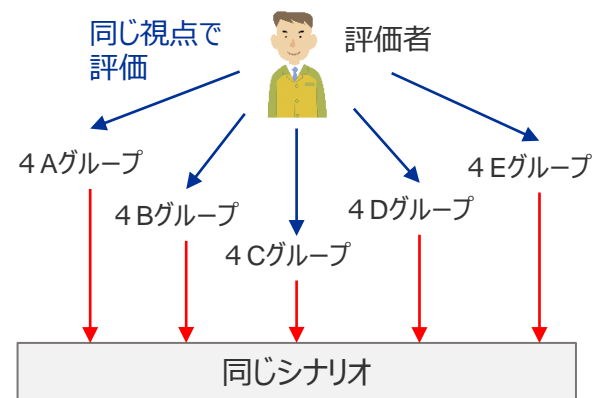 同じ視点で
評価
評価者
４Aグループ
４Bグループ
４Cグループ
４Dグループ
４Eグループ
同じシナリオ